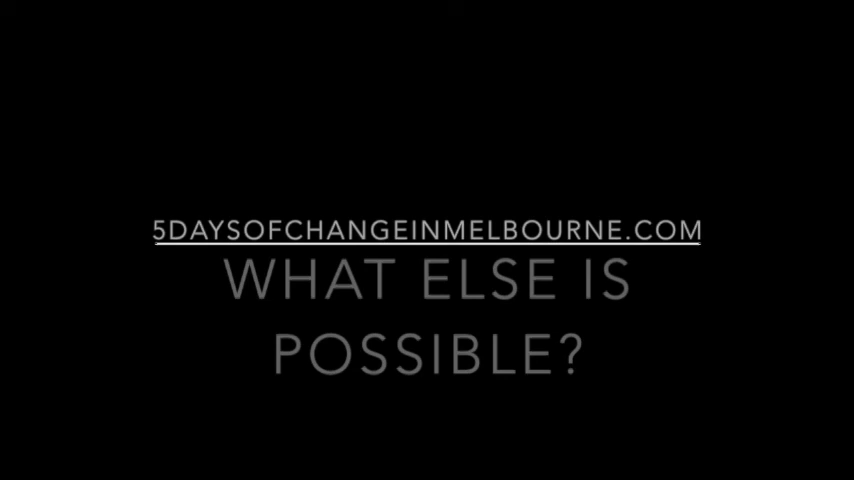 5DAYSOFCHANGEINMELBOURNE.COM
WHAT ELSE IS
POSSIBLE?